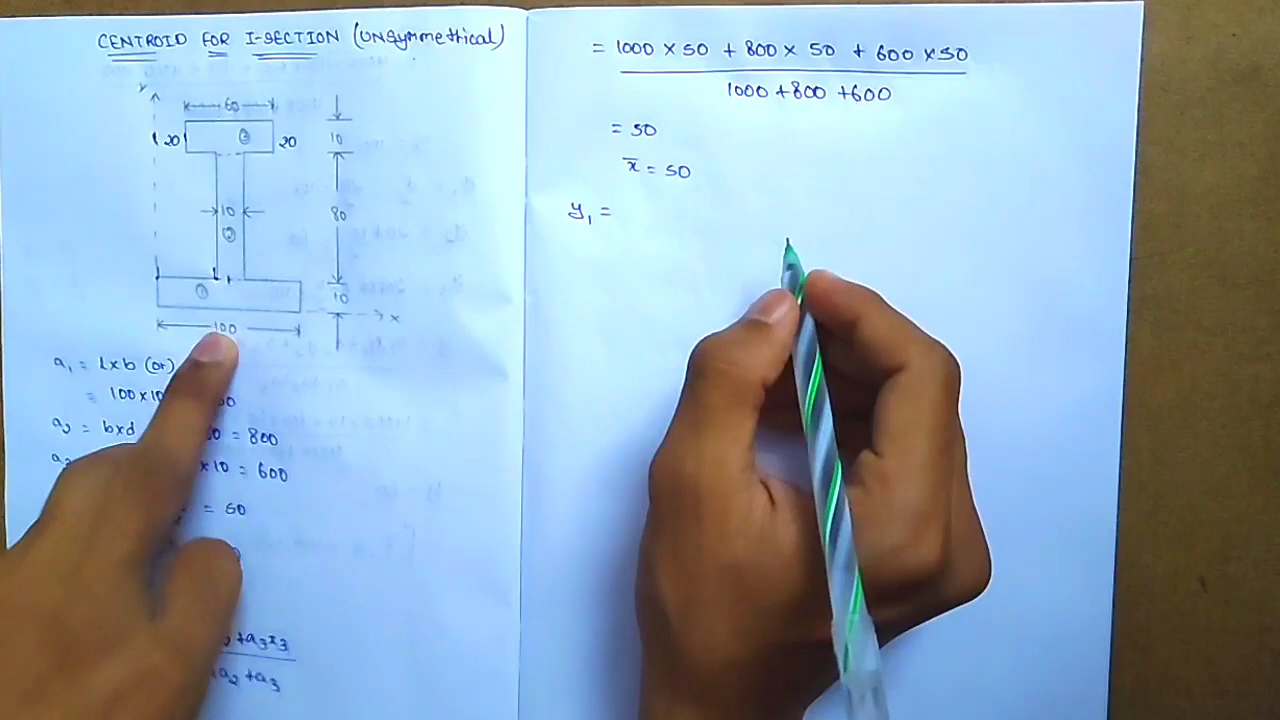 CENTROID FOR I-SECTION (UNSymmetrical)
y
60
20 3 20
10
10
2
80
1
10
x
100
a₁ = l×b (or)
= 100×10
a₂ = b×d = 800
×10 = 600
= 50
+a₃x₃
a₂ +a₃
= 1000 × 50 + 800 × 50 + 600 × 50
1000 + 800 + 600
= 50
x̄ = 50
y₁ =